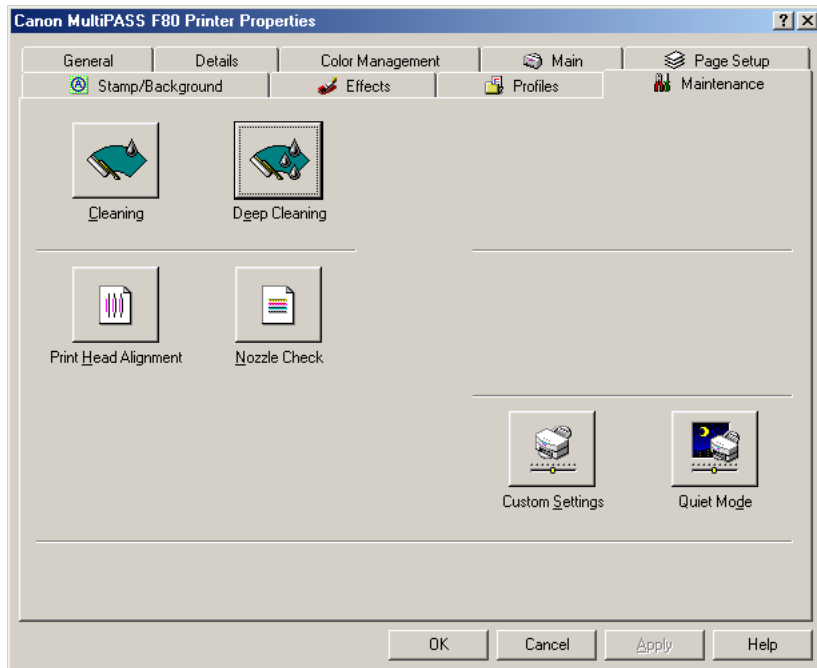 Canon MultiPASS F80 Printer Properties
General Details Color Management Main Page Setup
Stamp/Background Effects Profiles Maintenance
Cleaning Deep Cleaning
Print Head Alignment Nozzle Check
Custom Settings Quiet Mode
OK Cancel Apply Help